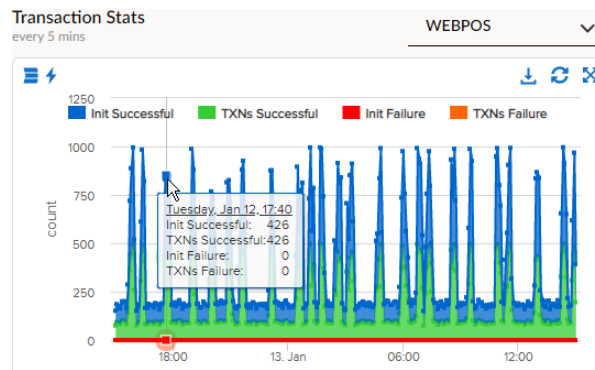 Transaction Stats
every 5 mins
WEBPOS
1250
Init Successful TXNs Successful Init Failure TXNs Failure
1000
750
500
250
0
count
Tuesday, Jan 12, 17:40
Init Successful: 426
TXNs Successful:426
Init Failure: 0
TXNs Failure: 0
18:00 13. Jan 06:00 12:00